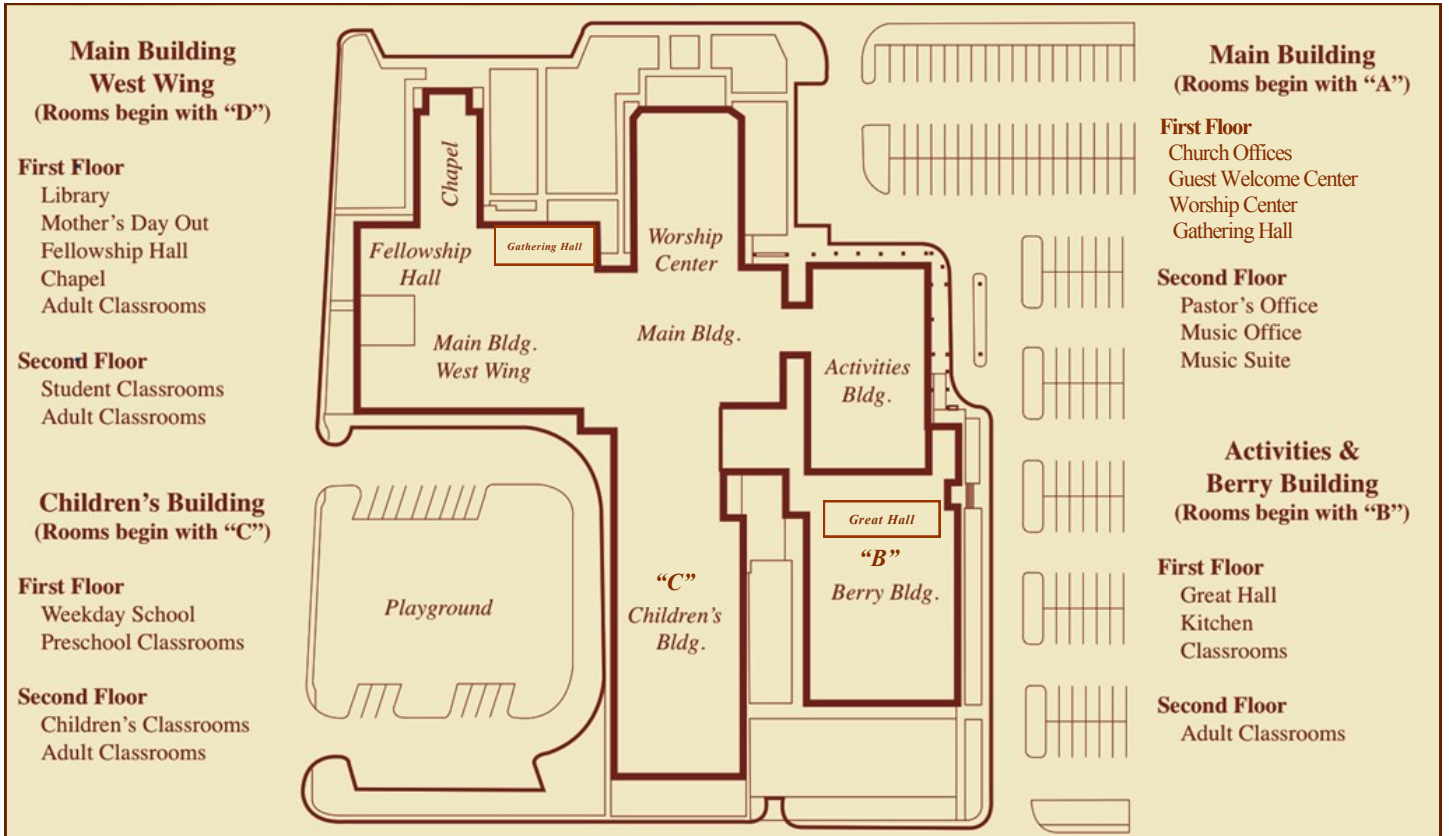 Main Building
West Wing
(Rooms begin with “D”)
First Floor
Library
Mother’s Day Out
Fellowship Hall
Chapel
Adult Classrooms
Second Floor
Student Classrooms
Adult Classrooms
Children’s Building
(Rooms begin with “C”)
First Floor
Weekday School
Preschool Classrooms
Second Floor
Children’s Classrooms
Adult Classrooms
Chapel
Fellowship
Hall
Gathering Hall
Worship
Center
Main Bldg.
West Wing
Main Bldg.
Activities
Bldg.
Great Hall
“B”
Berry Bldg.
“C”
Children’s
Bldg.
Playground
Main Building
(Rooms begin with “A”)
First Floor
Church Offices
Guest Welcome Center
Worship Center
Gathering Hall
Second Floor
Pastor’s Office
Music Office
Music Suite
Activities &
Berry Building
(Rooms begin with “B”)
First Floor
Great Hall
Kitchen
Classrooms
Second Floor
Adult Classrooms